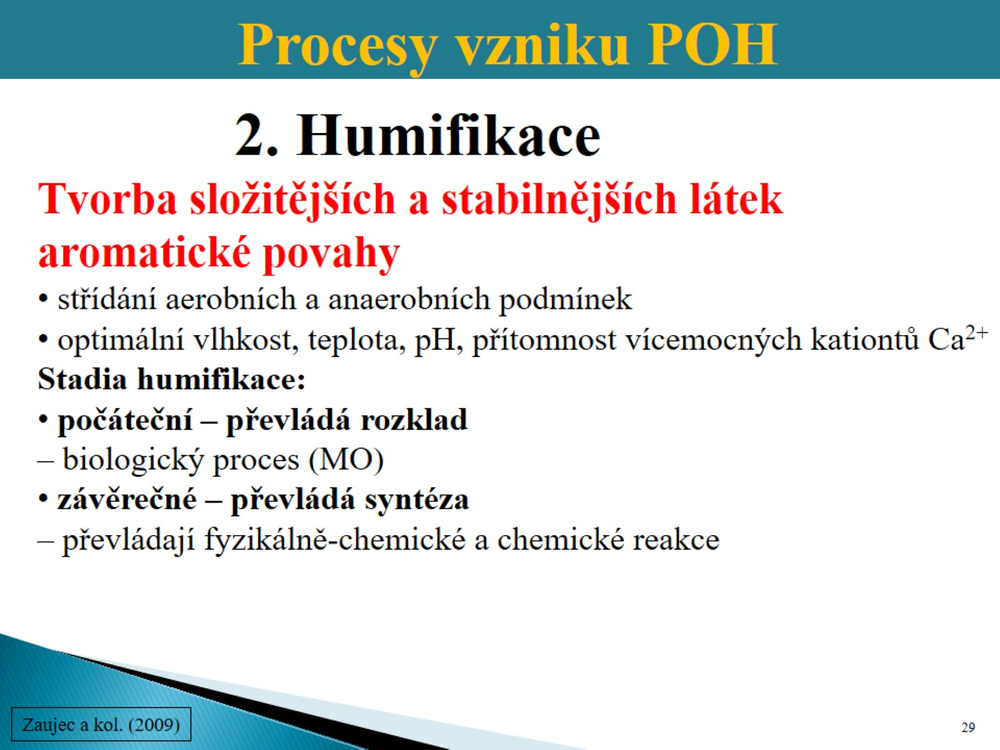 Procesy vzniku POH
2. Humifikace
Tvorba složitějších a stabilnějších látek
aromatické povahy
• střídání aerobních a anaerobních podmínek
• optimální vlhkost, teplota, pH, přítomnost vícemocných kationtů Ca²⁺
Stadia humifikace:
• počáteční – převládá rozklad
– biologický proces (MO)
• závěrečné – převládá syntéza
– převládají fyzikálně-chemické a chemické reakce
Zaujec a kol. (2009)
29